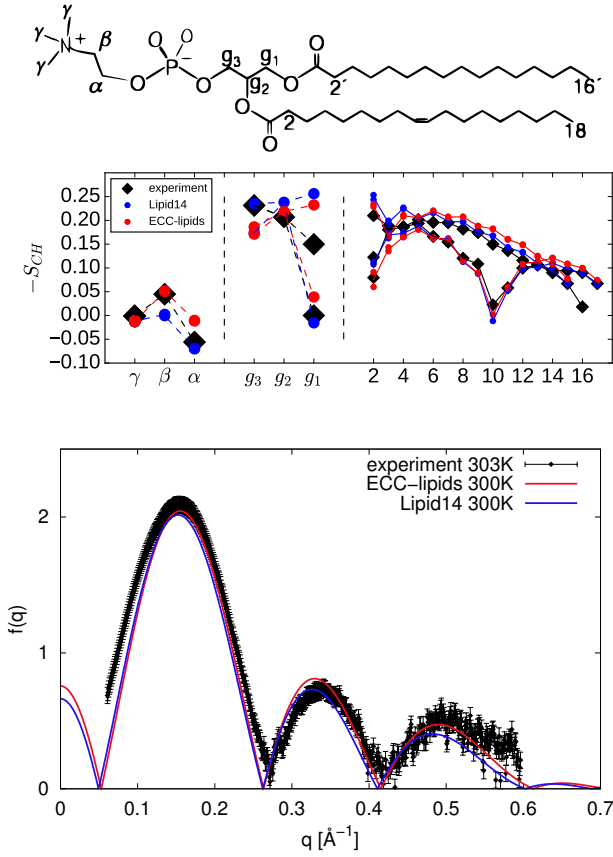 γ
γ N + β O O⁻
γ α O P O g₃ g₁ O O
g₂ 2´ 16´
O
O 2 18
−S_CH
0.25
0.20
0.15
0.10
0.05
0.00
−0.05
−0.10
experiment
Lipid14
ECC-lipids
γ β α g₃ g₂ g₁ 2 4 6 8 10 12 14 16
f(q)
2
1
0
experiment 303K
ECC−lipids 300K
Lipid14 300K
0 0.1 0.2 0.3 0.4 0.5 0.6 0.7
q [Å⁻¹]